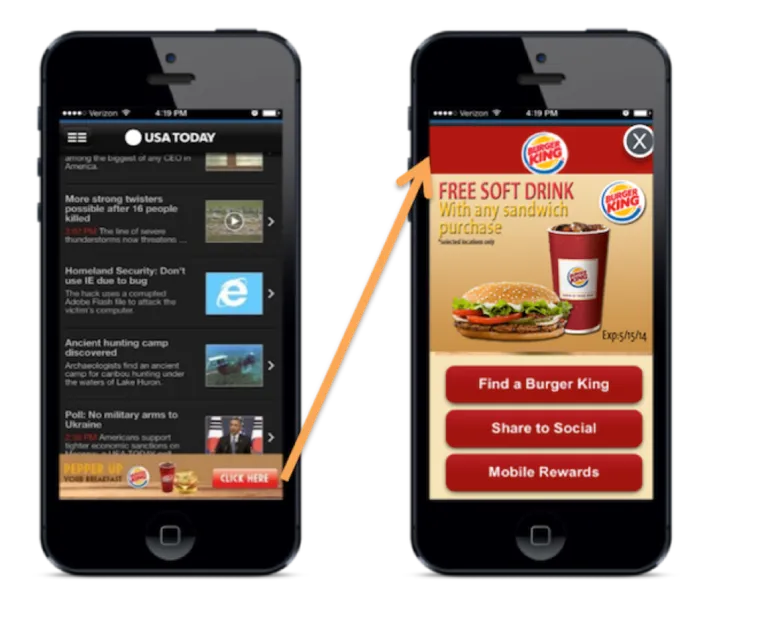 Verizon 4:19 PM
USA TODAY
among the biggest of any CEO in
America.
More strong twisters
possible after 16 people
killed
2:57 PM The line of severe
thunderstorms now threatens ...
Homeland Security: Don't
use IE due to bug
The hack uses a corrupted
Adobe Flash file to attack the
victim's computer.
Ancient hunting camp
discovered
Archaeologists find an ancient
camp for caribou hunting under
the waters of Lake Huron.
Poll: No military arms to
Ukraine
PM Americans support
tighter economic sanctions on
PEPPER UP
YOUR BREAKFAST
CLICK HERE
Verizon 4:19 PM
BURGER
KING
X
FREE SOFT DRINK
With any sandwich
purchase
*selected locations only
BURGER
KING
Exp:5/15/14
Find a Burger King
Share to Social
Mobile Rewards